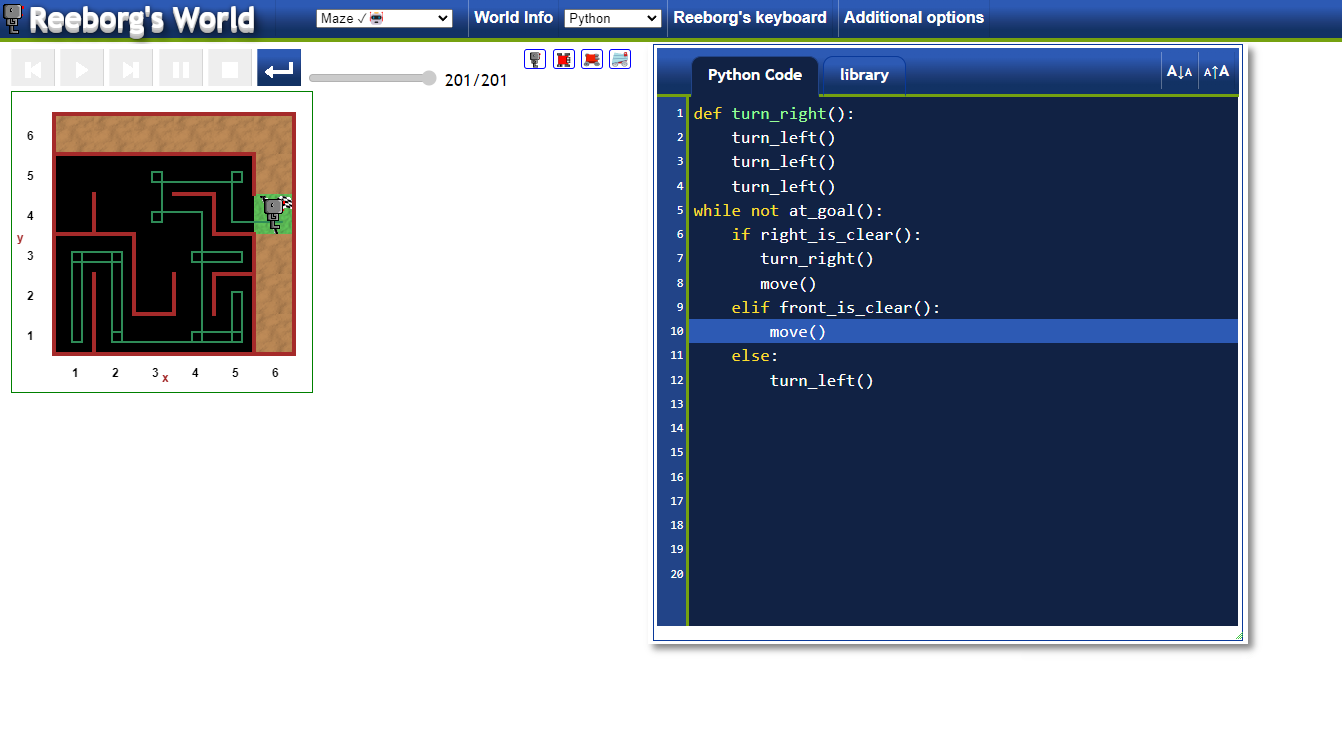 Reeborg's World
Maze ✓
World Info
Python
Reeborg's keyboard
Additional options
201/201
6
5
4
y
3
2
1
1 2 3 x 4 5 6
Python Code
library
A↓A A↑A
1 def turn_right():
2     turn_left()
3     turn_left()
4     turn_left()
5 while not at_goal():
6     if right_is_clear():
7        turn_right()
8        move()
9     elif front_is_clear():
10         move()
11     else:
12         turn_left()
13
14
15
16
17
18
19
20